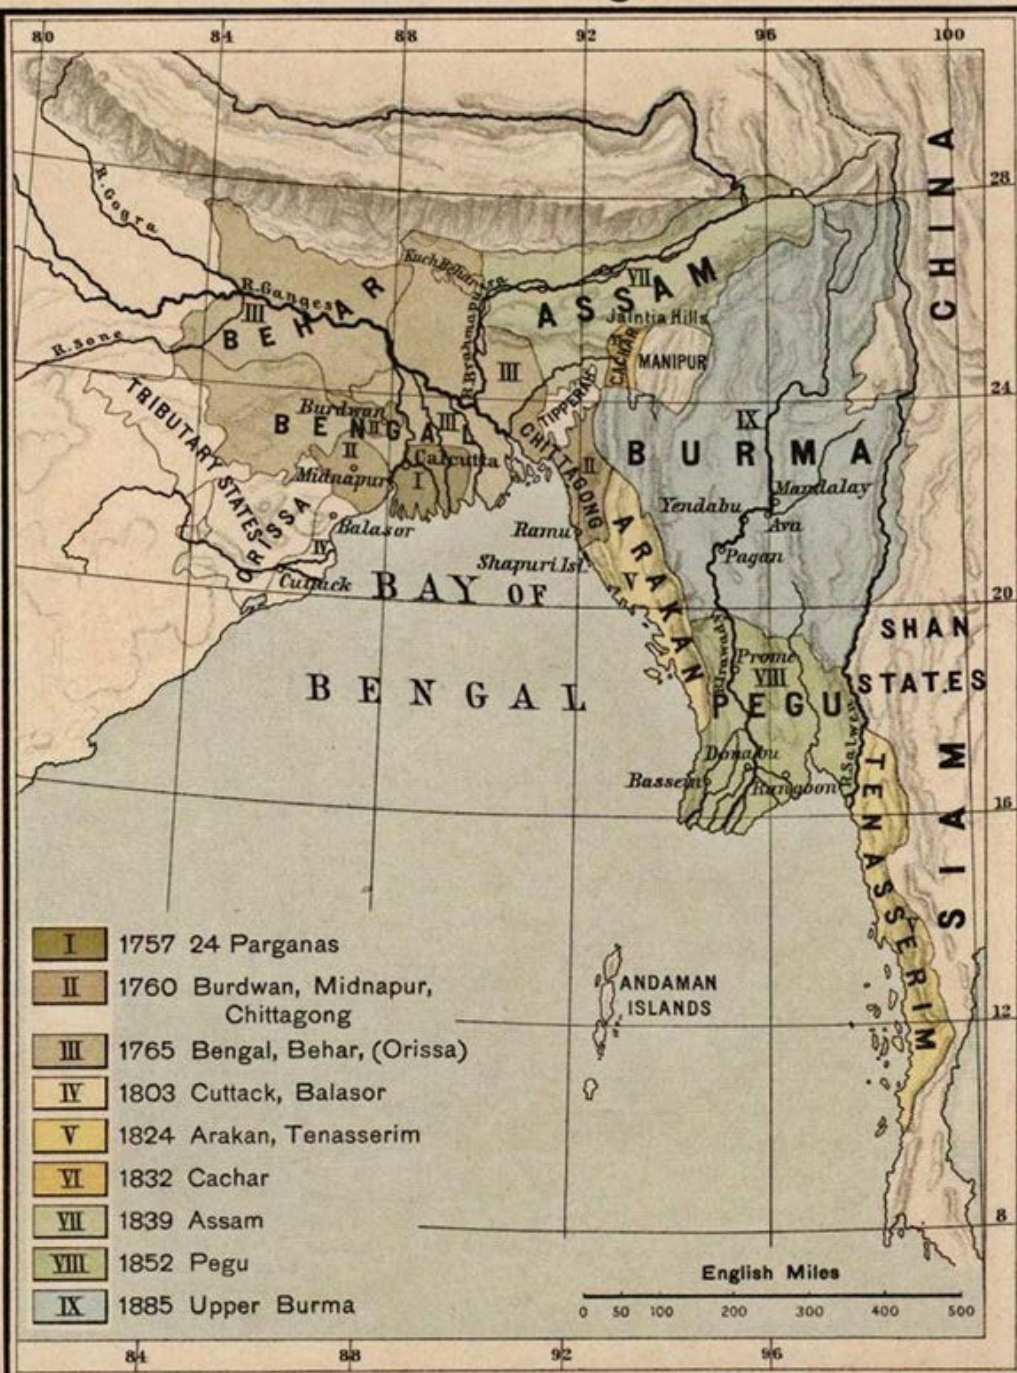 80 84 88 92 96 100
CHINA
28
R. Gogra
Kuch Behar
R. Ganges
VII
ASSAM
III
BEHAR
R. Brahmaputra
Jaintia Hills
R. Sone
CACHAR
MANIPUR
III
24
TIPPERAH
TRIBUTARY STATES
Burdwan
II
III
IX
BENGAL
BURMA
II
Calcutta
CHITTAGONG
II
Midnapur
I
Mandalay
Yendabu
Ava
ORISSA
Balasor
Ramu
ARAKAN
Pagan
IV
Shapuri Isl.
V
Cuttack
BAY OF
BENGAL
20
SHAN
STATES
R. Irawadi
Prome
VIII
PEGU
R. Salwen
Donabu
Bassein
Rangoon
TENASSERIM
V
16
SIAM
ANDAMAN
ISLANDS
12
8
I 1757 24 Parganas
II 1760 Burdwan, Midnapur,
Chittagong
III 1765 Bengal, Behar, (Orissa)
IV 1803 Cuttack, Balasor
V 1824 Arakan, Tenasserim
VI 1832 Cachar
VII 1839 Assam
VIII 1852 Pegu
IX 1885 Upper Burma
English Miles
0 50 100 200 300 400 500
84 88 92 96